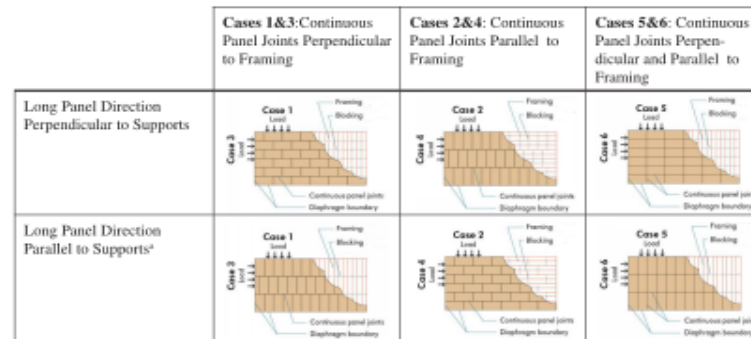 Cases 1&3:Continuous
Panel Joints Perpendicular
to Framing
Cases 2&4: Continuous
Panel Joints Parallel to
Framing
Cases 5&6: Continuous
Panel Joints Perpen-
dicular and Parallel to
Framing
Long Panel Direction
Perpendicular to Supports
Case 1
Load
Framing
Blocking
Case 3
Load
Continuous panel joints
Diaphragm boundary
Case 2
Load
Framing
Blocking
Case 4
Load
Continuous panel joints
Diaphragm boundary
Case 5
Load
Framing
Blocking
Case 6
Load
Continuous panel joints
Diaphragm boundary
Long Panel Direction
Parallel to Supportsᵃ
Case 1
Load
Framing
Blocking
Case 3
Load
Continuous panel joints
Diaphragm boundary
Case 2
Load
Framing
Blocking
Case 4
Load
Continuous panel joints
Diaphragm boundary
Case 5
Load
Framing
Blocking
Case 6
Load
Continuous panel joints
Diaphragm boundary